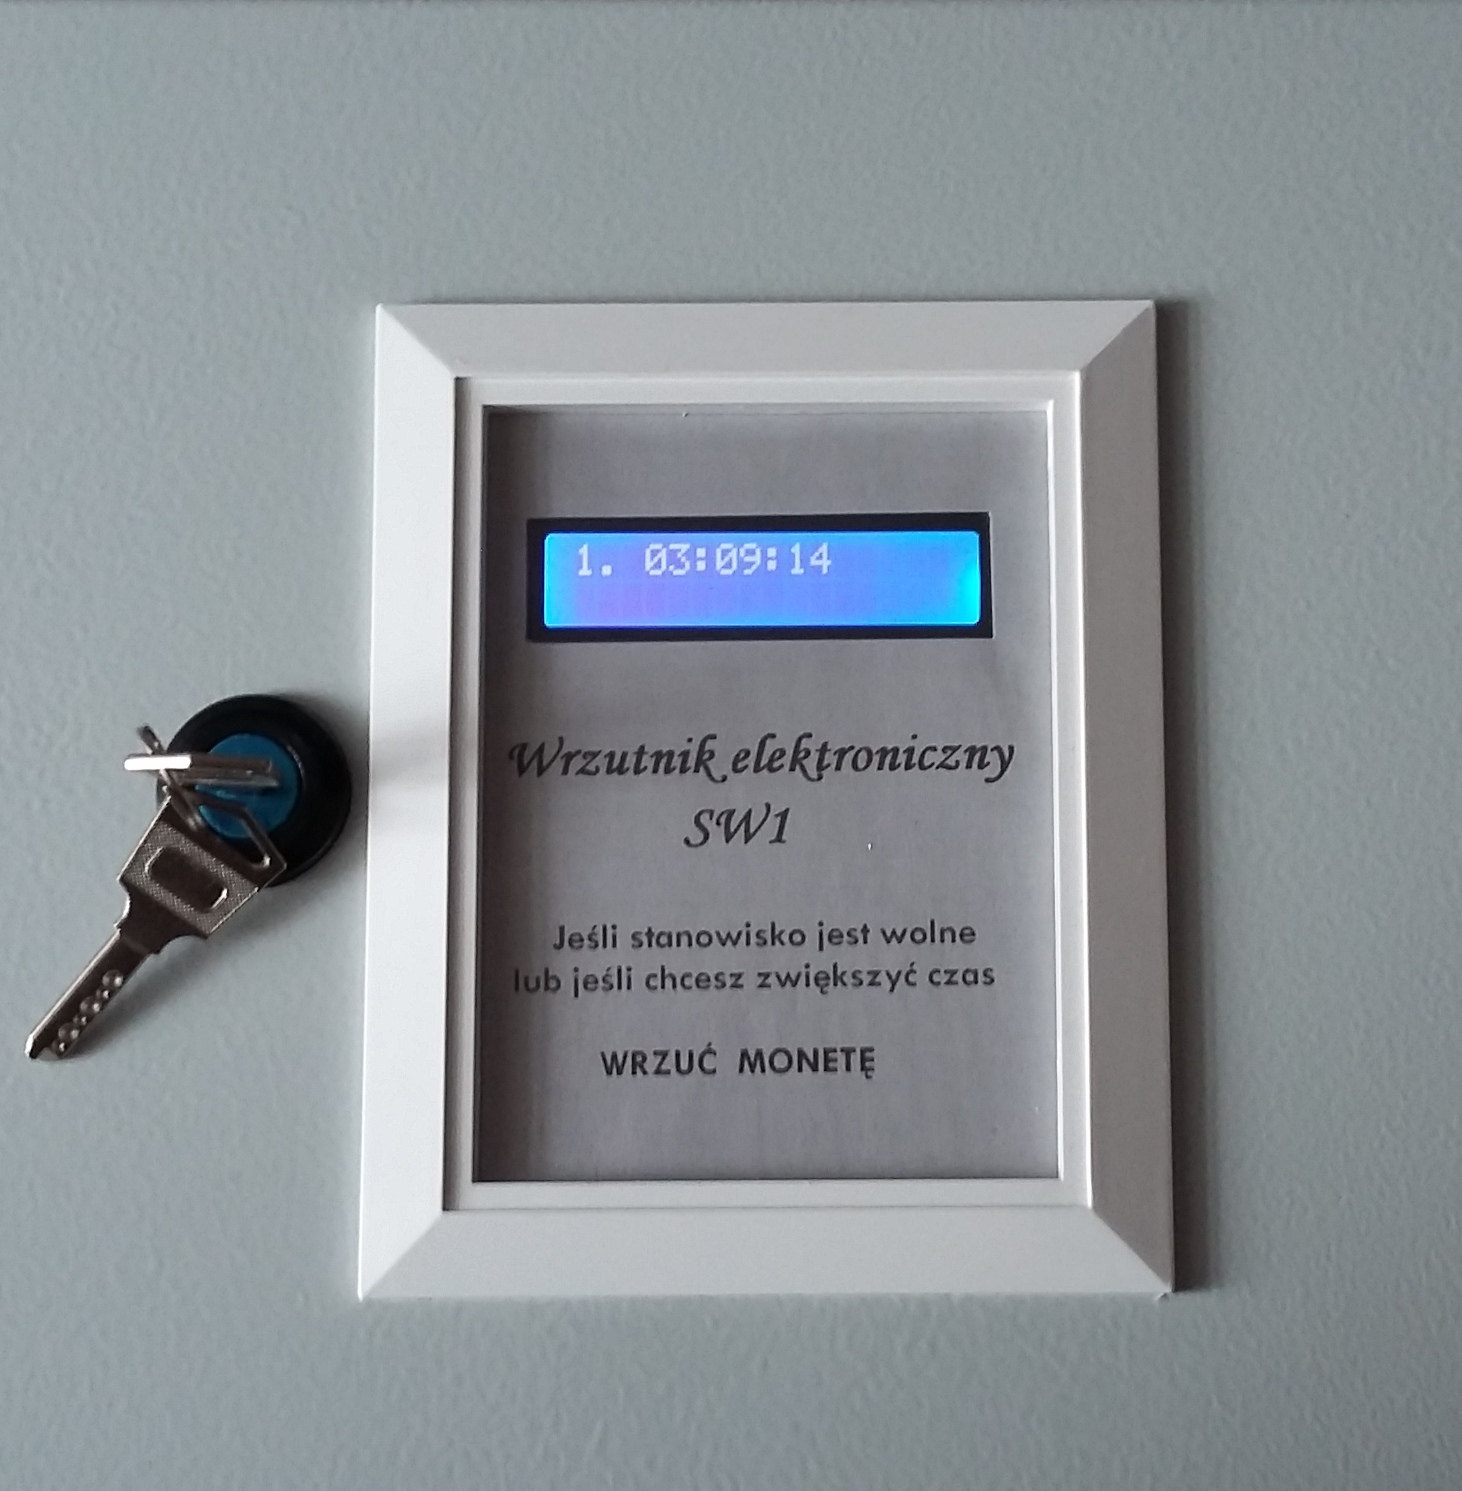 1. 03:09:14
Wrzutnik elektroniczny
SW1
Jeśli stanowisko jest wolne
lub jeśli chcesz zwiększyć czas
WRZUĆ MONETĘ